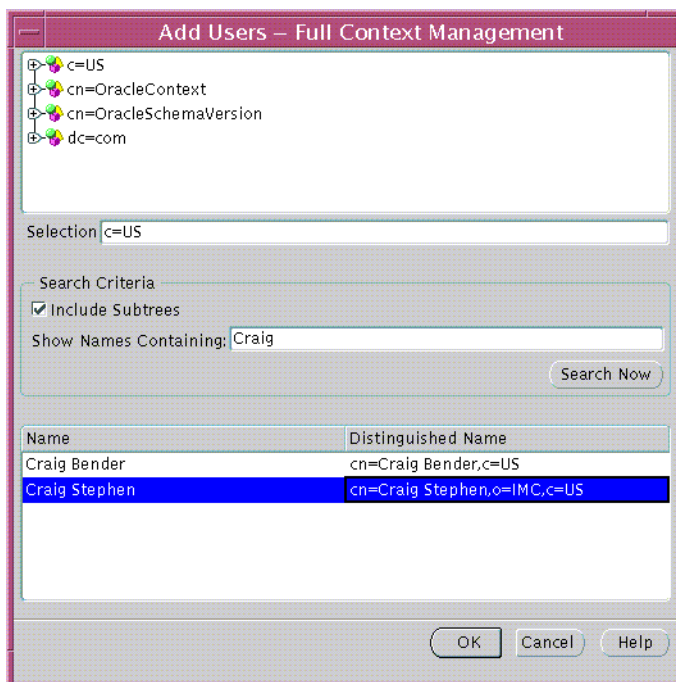 Add Users – Full Context Management
c=US
cn=OracleContext
cn=OracleSchemaVersion
dc=com
Selection c=US
Search Criteria
Include Subtrees
Show Names Containing: Craig
Search Now
Name Distinguished Name
Craig Bender cn=Craig Bender,c=US
Craig Stephen cn=Craig Stephen,o=IMC,c=US
OK Cancel Help